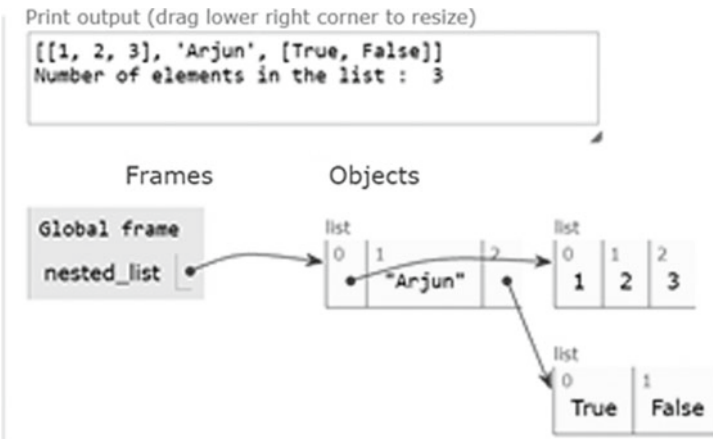 Print output (drag lower right corner to resize)
[[1, 2, 3], 'Arjun', [True, False]]
Number of elements in the list :  3
Frames Objects
Global frame
nested_list
list
0 1 2
"Arjun"
list
0 1 2
1 2 3
list
0 1
True False